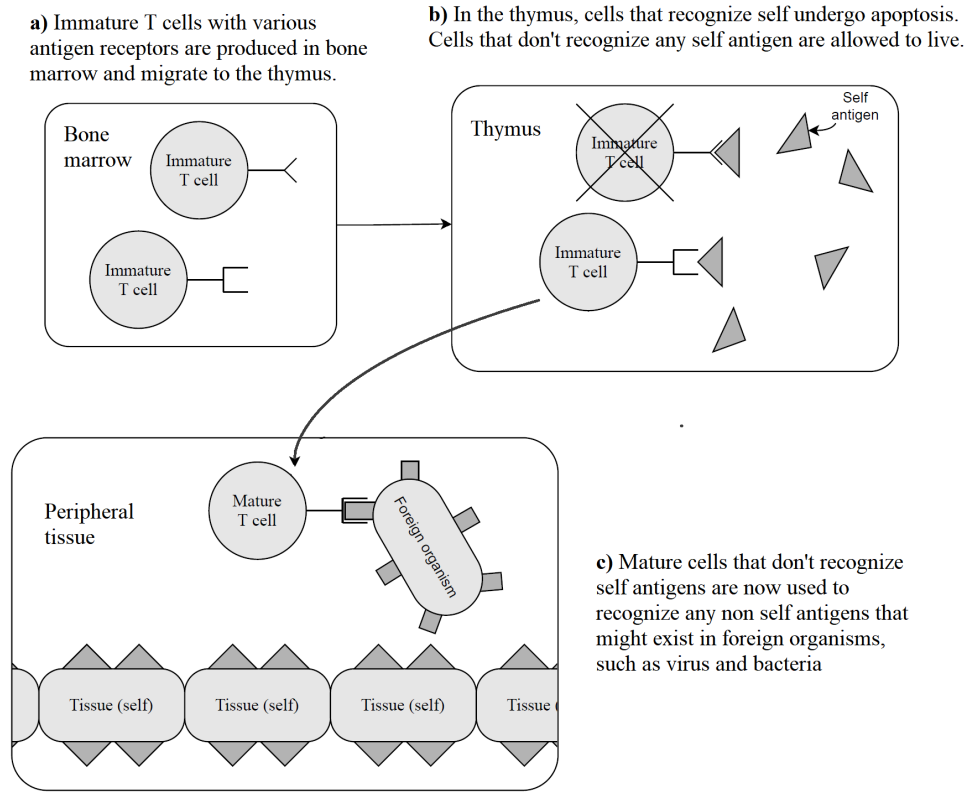 a) Immature T cells with various
antigen receptors are produced in bone
marrow and migrate to the thymus.
b) In the thymus, cells that recognize self undergo apoptosis.
Cells that don't recognize any self antigen are allowed to live.
Bone
marrow
Immature
T cell
Immature
T cell
Thymus
Immature
T cell
Self
antigen
Immature
T cell
Peripheral
tissue
Mature
T cell
Foreign organism
c) Mature cells that don't recognize
self antigens are now used to
recognize any non self antigens that
might exist in foreign organisms,
such as virus and bacteria
Tissue (self)
Tissue (self)
Tissue (self)
Tissue (